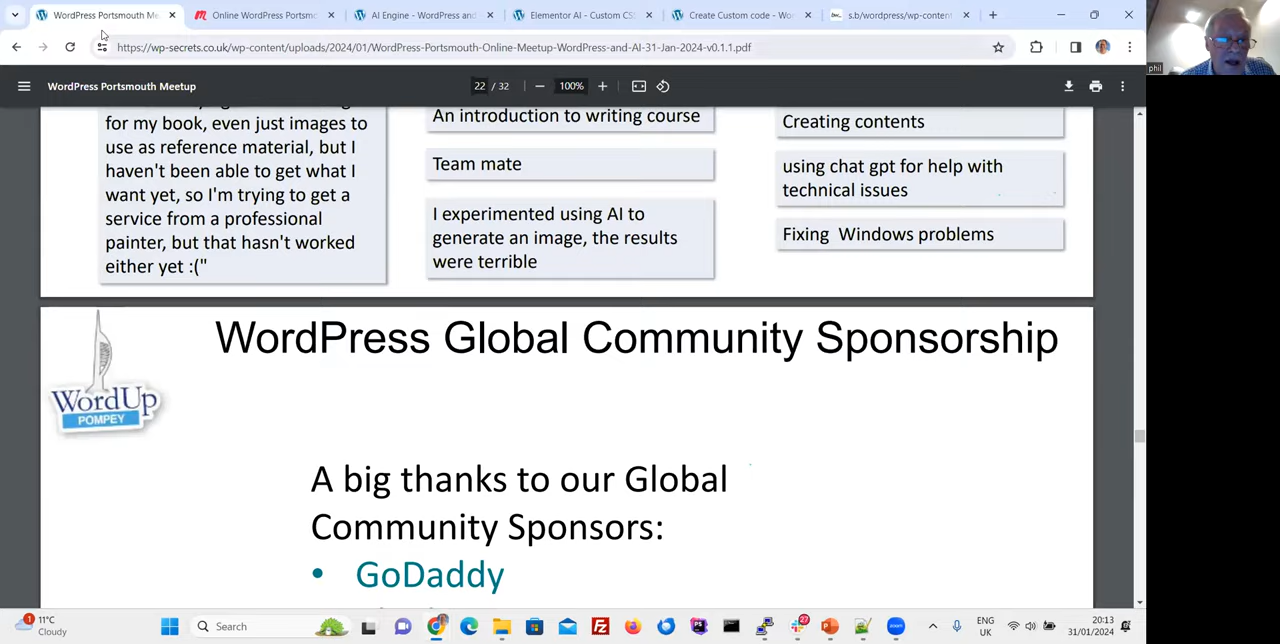 WordPress Portsmouth Me
Online WordPress Portsmo
AI Engine - WordPress and
Elementor AI - Custom CSS
Create Custom code - Wo
s.b/wordpress/wp-content
https://wp-secrets.co.uk/wp-content/uploads/2024/01/WordPress-Portsmouth-Online-Meetup-WordPress-and-AI-31-Jan-2024-v0.1.1.pdf
phil
WordPress Portsmouth Meetup
22 / 32
100%
for my book, even just images to
use as reference material, but I
haven't been able to get what I
want yet, so I'm trying to get a
service from a professional
painter, but that hasn't worked
either yet :("
An introduction to writing course
Team mate
I experimented using AI to
generate an image, the results
were terrible
Creating contents
using chat gpt for help with
technical issues
Fixing Windows problems
WordPress Global Community Sponsorship
WordUp
POMPEY
A big thanks to our Global
Community Sponsors:
• GoDaddy
1
11°C
Cloudy
Search
27
ENG
UK
20:13
31/01/2024